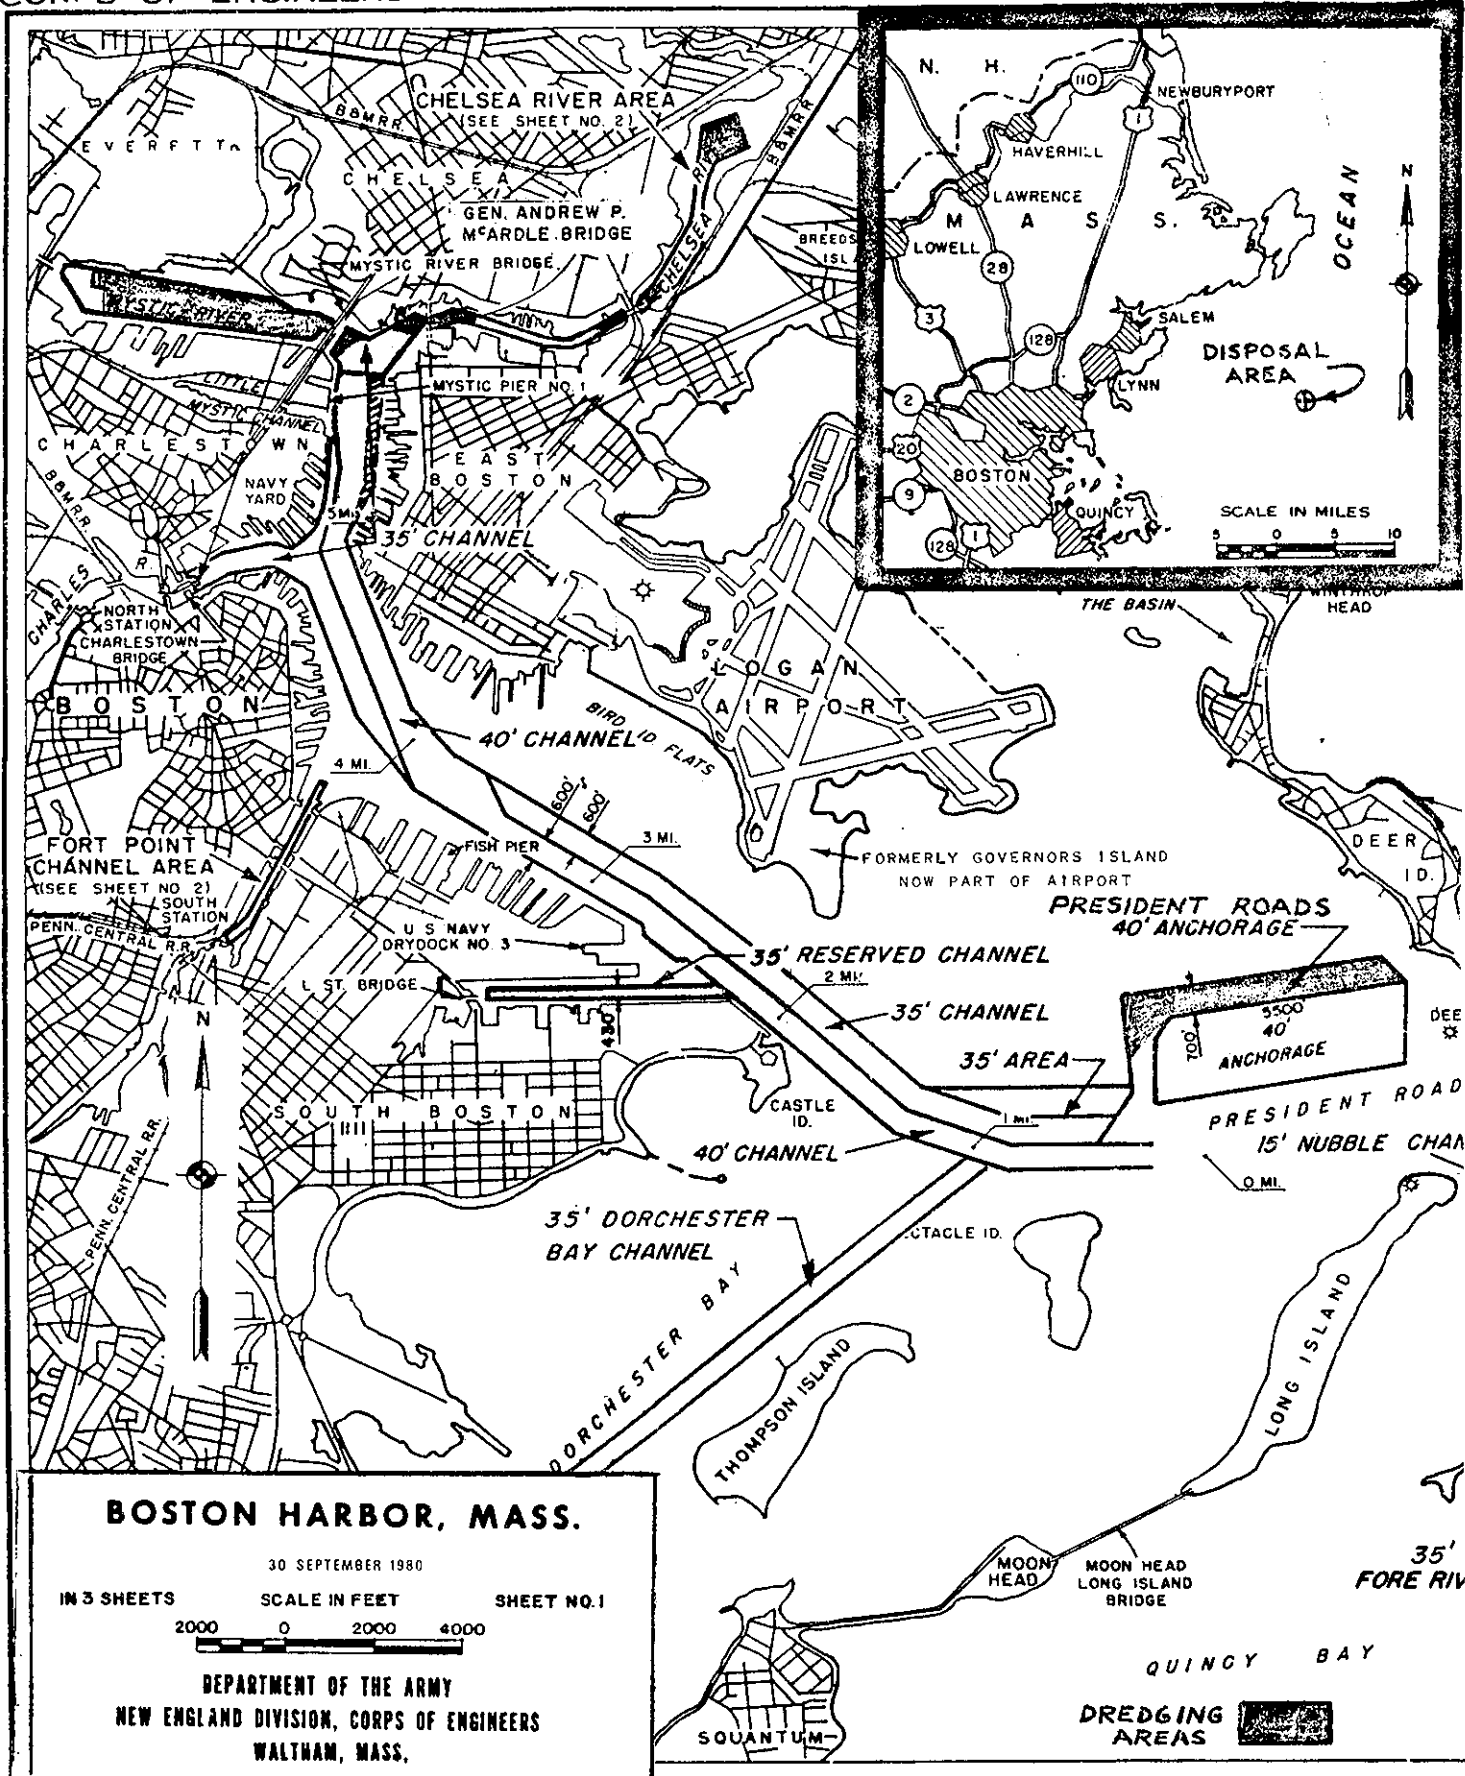 CORPS OF ENGINEERS
CHELSEA RIVER AREA
(SEE SHEET NO. 2)
B&MRR.
B&MRR
EVERETT
CHELSEA
GEN. ANDREW P.
McARDLE BRIDGE
MYSTIC RIVER BRIDGE
CHELSEA RI
BREEDS
ISL
MYSTIC RIVER
LITTLE
MYSTIC CHANNEL
MYSTIC PIER NO. 1
CHARLESTOWN
EAST
BOSTON
NAVY
YARD
5 MI.
B&M.R.R.
35' CHANNEL
CHARLES
R.
NORTH
STATION
CHARLESTOWN
BRIDGE
BOSTON
LOGAN
AIRPORT
BIRD ID. FLATS
40' CHANNEL
4 MI.
600'
600'
3 MI.
FISH PIER
FORT POINT
CHANNEL AREA
(SEE SHEET NO 2)
SOUTH
STATION
PENN. CENTRAL R.R.
U S NAVY
DRYDOCK NO. 3
L ST. BRIDGE
N
430'
FORMERLY GOVERNORS ISLAND
NOW PART OF AIRPORT
THE BASIN
WINTHROP
HEAD
DEER
ID.
PRESIDENT ROADS
40' ANCHORAGE
35' RESERVED CHANNEL
2 MI.
35' CHANNEL
35' AREA
700'
5500
40'
ANCHORAGE
DEE
PRESIDENT ROAD
15' NUBBLE CHAN
0 MI.
1 MI.
CASTLE
ID.
40' CHANNEL
SOUTH BOSTON
PENN. CENTRAL R.R.
35' DORCHESTER
BAY CHANNEL
CTACLE ID.
DORCHESTER BAY
THOMPSON ISLAND
LONG ISLAND
MOON
HEAD
MOON HEAD
LONG ISLAND
BRIDGE
35'
FORE RIV
QUINCY BAY
SQUANTUM
DREDGING
AREAS
N. H.
110
1
NEWBURYPORT
HAVERHILL
LAWRENCE
MASS.
LOWELL
28
3
128
SALEM
OCEAN
N
DISPOSAL
AREA
LYNN
2
20
BOSTON
9
QUINCY
128
1
SCALE IN MILES
5 0 5 10
BOSTON HARBOR, MASS.
30 SEPTEMBER 1980
IN 3 SHEETS SCALE IN FEET SHEET NO.1
2000 0 2000 4000
DEPARTMENT OF THE ARMY
NEW ENGLAND DIVISION, CORPS OF ENGINEERS
WALTHAM, MASS.